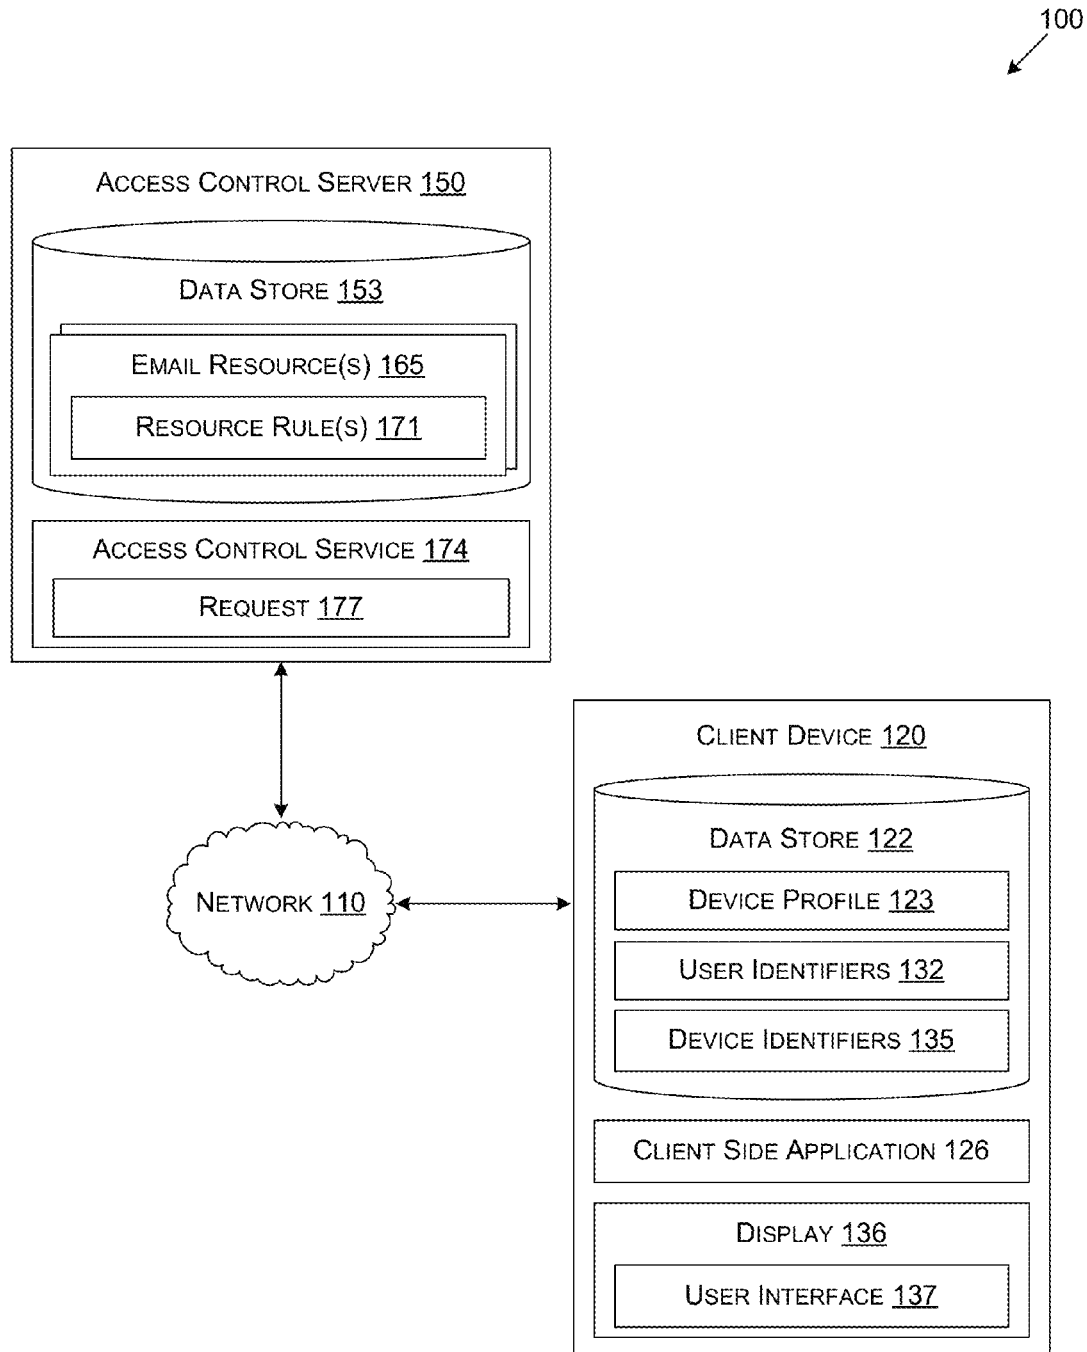 100
ACCESS CONTROL SERVER 150
DATA STORE 153
EMAIL RESOURCE(S) 165
RESOURCE RULE(S) 171
ACCESS CONTROL SERVICE 174
REQUEST 177
NETWORK 110
CLIENT DEVICE 120
DATA STORE 122
DEVICE PROFILE 123
USER IDENTIFIERS 132
DEVICE IDENTIFIERS 135
CLIENT SIDE APPLICATION 126
DISPLAY 136
USER INTERFACE 137